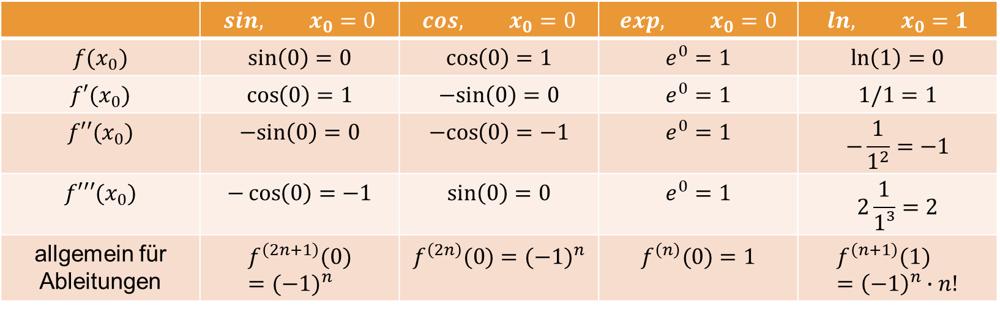 sin, x₀ = 0 cos, x₀ = 0 exp, x₀ = 0 ln, x₀ = 1
f(x₀) sin(0) = 0 cos(0) = 1 e⁰ = 1 ln(1) = 0
f′(x₀) cos(0) = 1 −sin(0) = 0 e⁰ = 1 1/1 = 1
f′′(x₀) −sin(0) = 0 −cos(0) = −1 e⁰ = 1 −1/1² = −1
f′′′(x₀) − cos(0) = −1 sin(0) = 0 e⁰ = 1 2 1/1³ = 2
allgemein für Ableitungen f⁽²ⁿ⁺¹⁾(0) = (−1)ⁿ f⁽²ⁿ⁾(0) = (−1)ⁿ f⁽ⁿ⁾(0) = 1 f⁽ⁿ⁺¹⁾(1) = (−1)ⁿ · n!